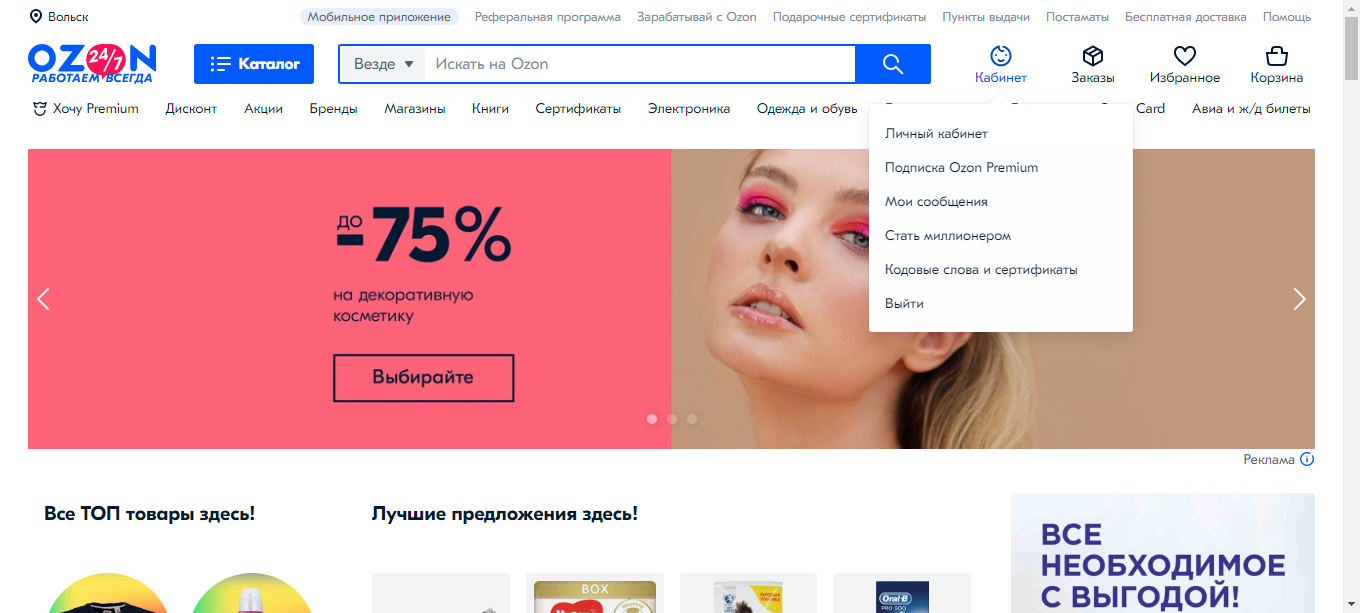 Вольск
Мобильное приложение
Реферальная программа
Зарабатывай с Ozon
Подарочные сертификаты
Пункты выдачи
Постаматы
Бесплатная доставка
Помощь
OZON
24/7
РАБОТАЕМ ВСЕГДА
Каталог
Везде
Искать на Ozon
Кабинет
Заказы
Избранное
Корзина
Хочу Premium
Дисконт
Акции
Бренды
Магазины
Книги
Сертификаты
Электроника
Одежда и обувь
Card
Авиа и ж/д билеты
Личный кабинет
Подписка Ozon Premium
Мои сообщения
Стать миллионером
Кодовые слова и сертификаты
Выйти
до
-75%
на декоративную
косметику
Выбирайте
Реклама
Все ТОП товары здесь!
Лучшие предложения здесь!
ВСЕ
НЕОБХОДИМОЕ
С ВЫГОДОЙ!
BOX
Oral-B
PRO 500